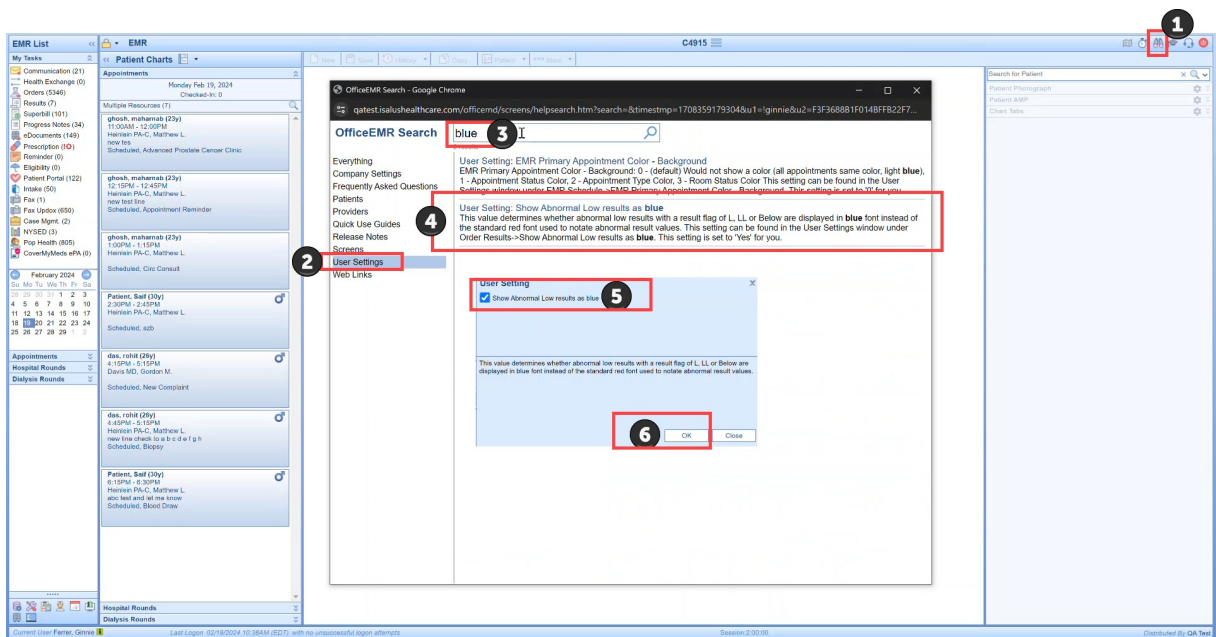 1
EMR List
EMR
C4915
My Tasks
Communication (21)
Health Exchange (0)
Orders (5346)
Results (7)
Superbill (101)
Progress Notes (34)
eDocuments (149)
Prescription (!)
Reminder (0)
Eligibility (0)
Patient Portal (122)
Intake (50)
Fax (1)
Fax Updox (650)
Case Mgmt. (2)
NYSED (3)
Pop Health (805)
CoverMyMeds ePA (0)
February 2024
Su Mo Tu We Th Fr Sa
28 29 30 31 1 2 3
4 5 6 7 8 9 10
11 12 13 14 15 16 17
18 19 20 21 22 23 24
25 26 27 28 29 1 2
Appointments
Hospital Rounds
Dialysis Rounds
Patient Charts
Appointments
Monday Feb 19, 2024
Checked-In: 0
Multiple Resources (7)
ghosh, maharnab (23y)
11:00AM - 12:00PM
Heinlein PA-C, Matthew L.
new tes
Scheduled, Advanced Prostate Cancer Clinic
ghosh, maharnab (23y)
12:15PM - 12:45PM
Heinlein PA-C, Matthew L.
new test line
Scheduled, Appointment Reminder
ghosh, maharnab (23y)
1:00PM - 1:15PM
Heinlein PA-C, Matthew L.
Scheduled, Circ Consult
Patient, Saif (30y)
2:30PM - 2:45PM
Heinlein PA-C, Matthew L.
Scheduled, azb
das, rohit (26y)
4:15PM - 5:15PM
Davis MD, Gordon M.
Scheduled, New Complaint
das, rohit (26y)
4:45PM - 5:15PM
Heinlein PA-C, Matthew L.
new line check to a b c d e f g h
Scheduled, Biopsy
Patient, Saif (30y)
6:15PM - 6:30PM
Heinlein PA-C, Matthew L.
abc test and let me know
Scheduled, Blood Draw
Hospital Rounds
Dialysis Rounds
New Save History Copy Patient More
OfficeEMR Search - Google Chrome
qatest.isalushealthcare.com/officemd/screens/helpsearch.htm?search=&timestmp=1708359179304&u1=!ginnie&u2=F3F3688B1F014BFFB22F7...
OfficeEMR Search
blue
3
Everything
Company Settings
Frequently Asked Questions
Patients
Providers
Quick Use Guides
Release Notes
Screens
2
User Settings
Web Links
User Setting: EMR Primary Appointment Color - Background
EMR Primary Appointment Color - Background: 0 - (default) Would not show a color (all appointments same color, light blue),
1 - Appointment Status Color, 2 - Appointment Type Color, 3 - Room Status Color This setting can be found in the User
Settings window under EMR Schedule->EMR Primary Appointment Color - Background. This setting is set to '0' for you.
4
User Setting: Show Abnormal Low results as blue
This value determines whether abnormal low results with a result flag of L, LL or Below are displayed in blue font instead of
the standard red font used to notate abnormal result values. This setting can be found in the User Settings window under
Order Results->Show Abnormal Low results as blue. This setting is set to 'Yes' for you.
User Setting
Show Abnormal Low results as blue
5
This value determines whether abnormal low results with a result flag of L, LL or Below are
displayed in blue font instead of the standard red font used to notate abnormal result values.
6
OK
Close
Search for Patient
Patient Photograph
Patient AMP
Chart Tabs
Current User Ferrer, Ginnie
Last Logon 02/19/2024 10:36AM (EDT) with no unsuccessful logon attempts
Session:2:00:00
Distributed By QA Test